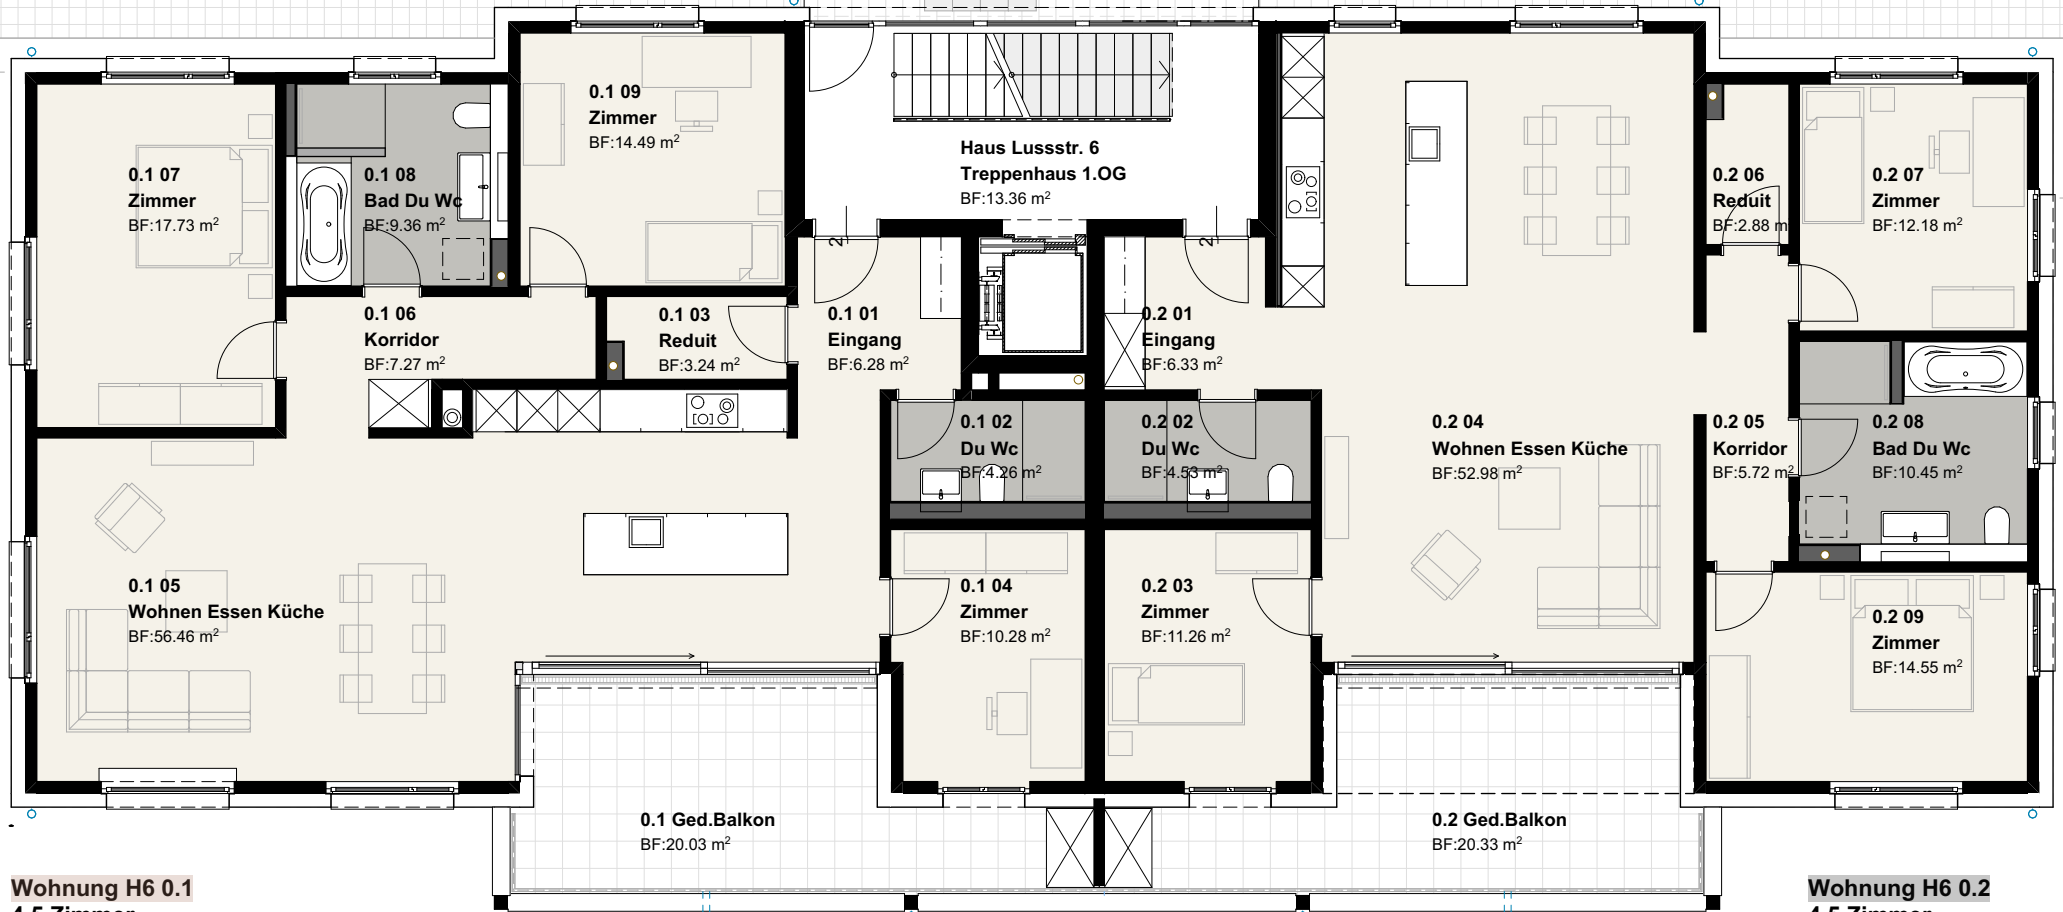 0.1 09
Zimmer
BF:14.49 m²
Haus Lussstr. 6
Treppenhaus 1.OG
BF:13.36 m²
0.1 07
Zimmer
BF:17.73 m²
0.1 08
Bad Du Wc
BF:9.36 m²
0.2 06
Reduit
BF:2.88 m
0.2 07
Zimmer
BF:12.18 m²
2
2
0.1 06
Korridor
BF:7.27 m²
0.1 03
Reduit
BF:3.24 m²
0.1 01
Eingang
BF:6.28 m²
0.2 01
Eingang
BF:6.33 m²
0.1 02
Du Wc
BF:4.26 m²
0.2 02
Du Wc
BF:4.53 m²
0.2 04
Wohnen Essen Küche
BF:52.98 m²
0.2 05
Korridor
BF:5.72 m²
0.2 08
Bad Du Wc
BF:10.45 m²
0.1 05
Wohnen Essen Küche
BF:56.46 m²
0.1 04
Zimmer
BF:10.28 m²
0.2 03
Zimmer
BF:11.26 m²
0.2 09
Zimmer
BF:14.55 m²
0.1 Ged.Balkon
BF:20.03 m²
0.2 Ged.Balkon
BF:20.33 m²
Wohnung H6 0.1
4.5 Zimmer
Wohnung H6 0.2
4.5 Zimmer